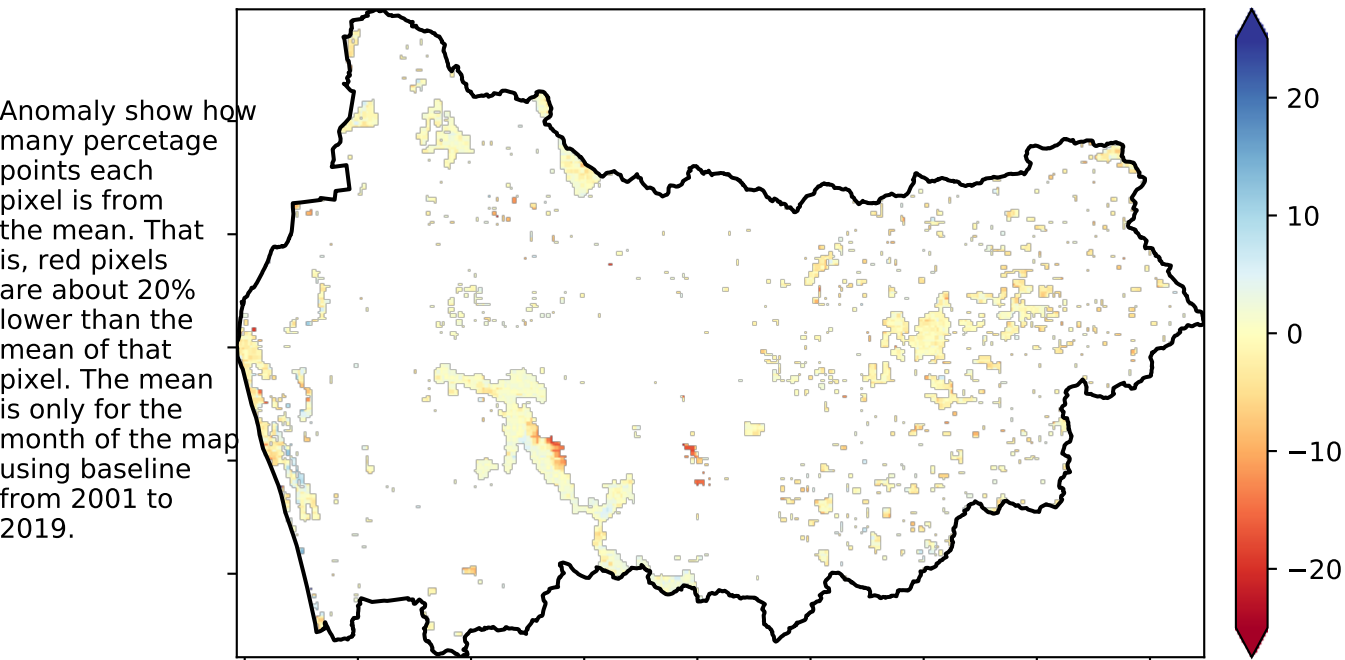 Anomaly show how
many percetage
points each
pixel is from
the mean. That
is, red pixels
are about 20%
lower than the
mean of that
pixel. The mean
is only for the
month of the map
using baseline
from 2001 to
2019.
20
10
0
−10
−20